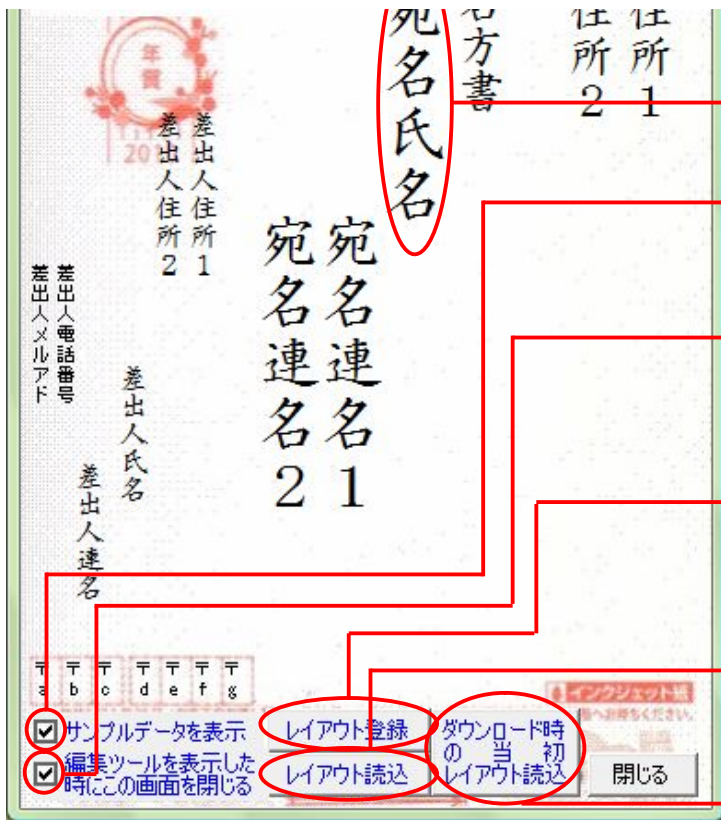 住所1
住所2
名方書
宛名氏名
宛名連名1
宛名連名2
年賀
差出人住所1
差出人住所2
差出人氏名
差出人連名
差出人電話番号
差出人メルアド
〒 〒 〒 〒 〒 〒 〒
a b c d e f g
インクジェット紙
サンプルデータを表示
編集ツールを表示した
時にこの画面を閉じる
レイアウト登録
レイアウト読込
ダウンロード時
の当初
レイアウト読込
閉じる